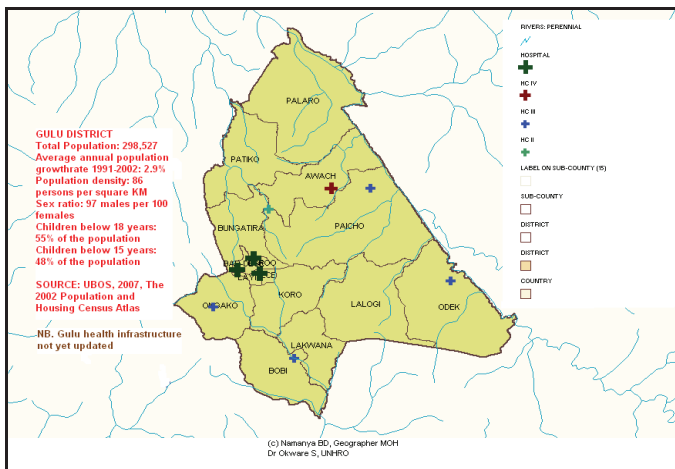 GULU DISTRICT
Total Population: 298,527
Average annual population
growthrate 1991-2002: 2.9%
Population density: 86
persons per square KM
Sex ratio: 97 males per 100
females
Children below 18 years:
55% of the population
Children below 15 years:
48% of the population
SOURCE: UBOS, 2007, The
2002 Population and
Housing Census Atlas
NB. Gulu health infrastructure
not yet updated
PALARO
PATIKO
AWACH
PAICHO
BUNGATIRA
KORO
LALOGI
ODEK
LAKWANA
BOBI
RIVERS: PERENNIAL
HOSPITAL
HC IV
HC III
HC II
LABEL ON SUB-COUNTY (15)
SUB-COUNTY
DISTRICT
DISTRICT
COUNTRY
(c) Namanya BD, Geographer MOH
Dr Okware S, UNHRO